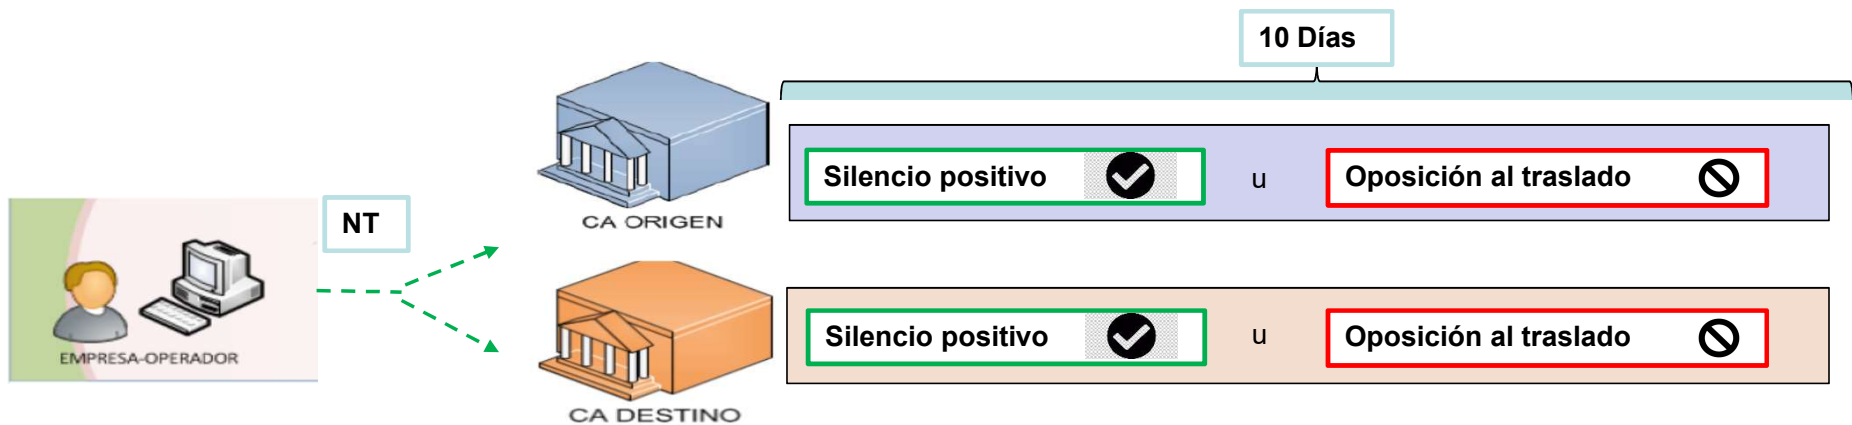 10 Días
Silencio positivo u Oposición al traslado
CA ORIGEN
NT
EMPRESA-OPERADOR
Silencio positivo u Oposición al traslado
CA DESTINO